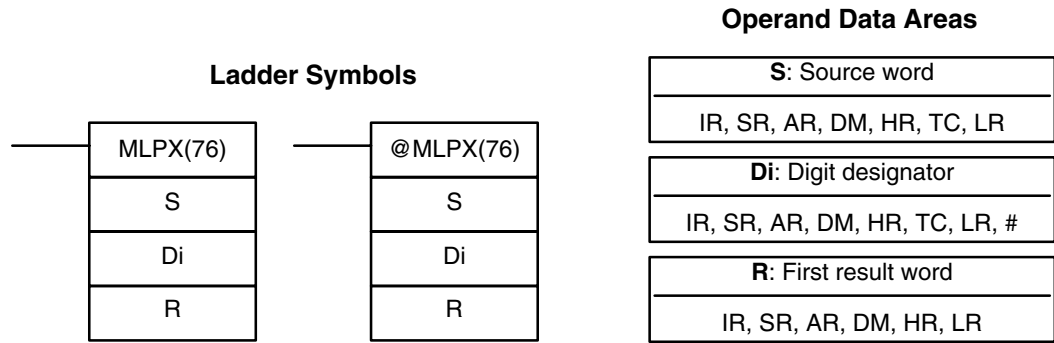 Ladder Symbols
MLPX(76)
S
Di
R
@MLPX(76)
S
Di
R
Operand Data Areas
S: Source word
IR, SR, AR, DM, HR, TC, LR
Di: Digit designator
IR, SR, AR, DM, HR, TC, LR, #
R: First result word
IR, SR, AR, DM, HR, LR